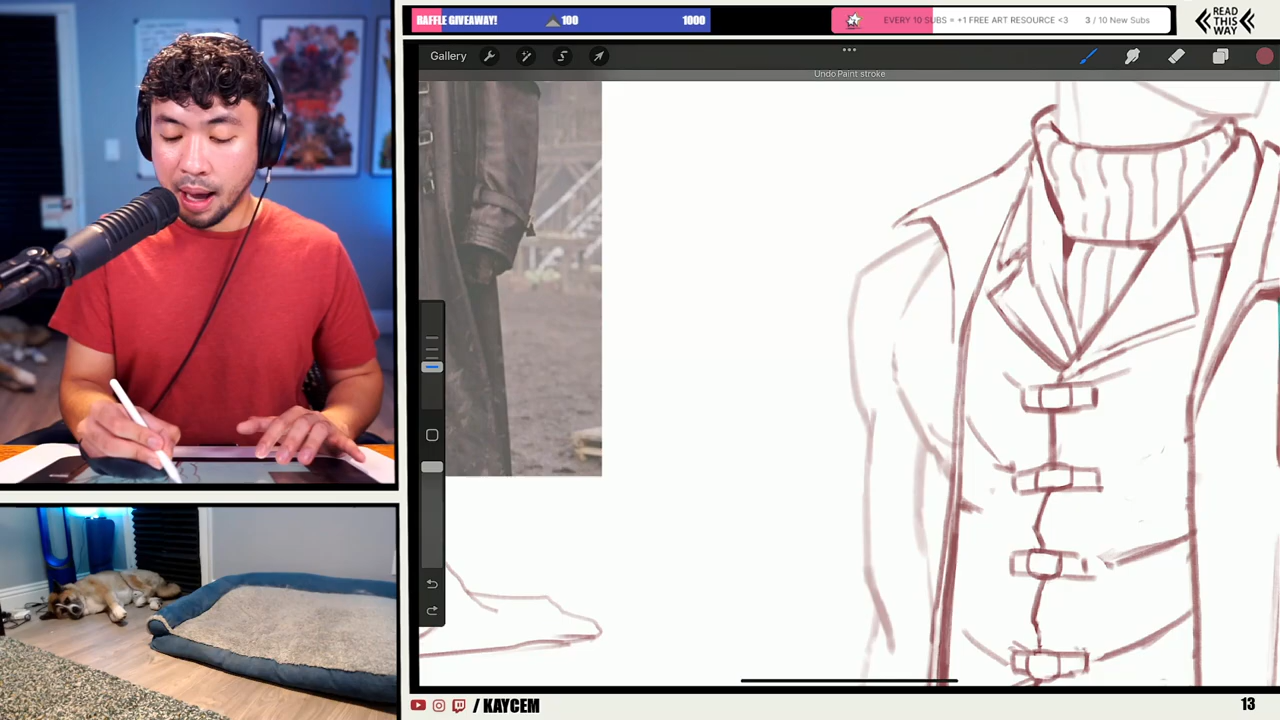 RAFFLE GIVEAWAY!
100
1000
EVERY 10 SUBS = +1 FREE ART RESOURCE <3
3 / 10 New Subs
READ
THIS
WAY
Gallery
Undo Paint stroke
/ KAYCEM
13